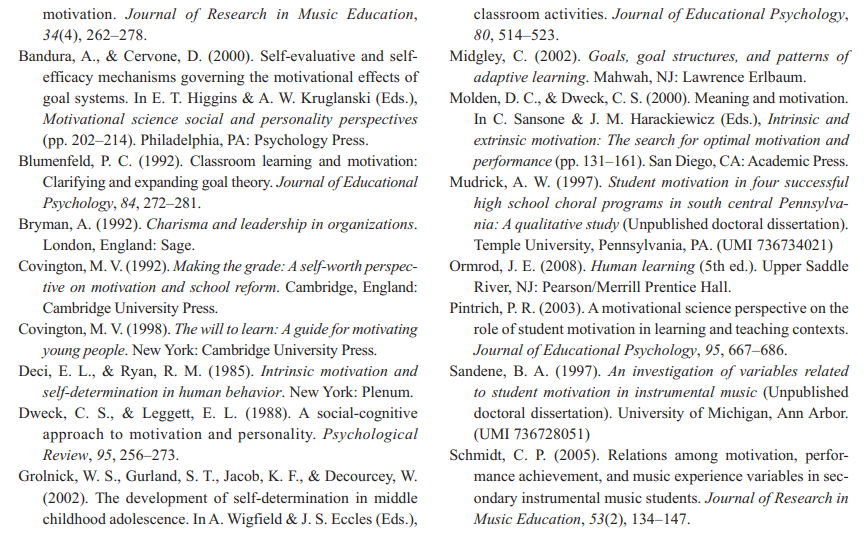 motivation. Journal of Research in Music Education,
34(4), 262–278.
Bandura, A., & Cervone, D. (2000). Self-evaluative and self-
efficacy mechanisms governing the motivational effects of
goal systems. In E. T. Higgins & A. W. Kruglanski (Eds.),
Motivational science social and personality perspectives
(pp. 202–214). Philadelphia, PA: Psychology Press.
Blumenfeld, P. C. (1992). Classroom learning and motivation:
Clarifying and expanding goal theory. Journal of Educational
Psychology, 84, 272–281.
Bryman, A. (1992). Charisma and leadership in organizations.
London, England: Sage.
Covington, M. V. (1992). Making the grade: A self-worth perspec-
tive on motivation and school reform. Cambridge, England:
Cambridge University Press.
Covington, M. V. (1998). The will to learn: A guide for motivating
young people. New York: Cambridge University Press.
Deci, E. L., & Ryan, R. M. (1985). Intrinsic motivation and
self-determination in human behavior. New York: Plenum.
Dweck, C. S., & Leggett, E. L. (1988). A social-cognitive
approach to motivation and personality. Psychological
Review, 95, 256–273.
Grolnick, W. S., Gurland, S. T., Jacob, K. F., & Decourcey, W.
(2002). The development of self-determination in middle
childhood adolescence. In A. Wigfield & J. S. Eccles (Eds.),
classroom activities. Journal of Educational Psychology,
80, 514–523.
Midgley, C. (2002). Goals, goal structures, and patterns of
adaptive learning. Mahwah, NJ: Lawrence Erlbaum.
Molden, D. C., & Dweck, C. S. (2000). Meaning and motivation.
In C. Sansone & J. M. Harackiewicz (Eds.), Intrinsic and
extrinsic motivation: The search for optimal motivation and
performance (pp. 131–161). San Diego, CA: Academic Press.
Mudrick, A. W. (1997). Student motivation in four successful
high school choral programs in south central Pennsylva-
nia: A qualitative study (Unpublished doctoral dissertation).
Temple University, Pennsylvania, PA. (UMI 736734021)
Ormrod, J. E. (2008). Human learning (5th ed.). Upper Saddle
River, NJ: Pearson/Merrill Prentice Hall.
Pintrich, P. R. (2003). A motivational science perspective on the
role of student motivation in learning and teaching contexts.
Journal of Educational Psychology, 95, 667–686.
Sandene, B. A. (1997). An investigation of variables related
to student motivation in instrumental music (Unpublished
doctoral dissertation). University of Michigan, Ann Arbor.
(UMI 736728051)
Schmidt, C. P. (2005). Relations among motivation, perfor-
mance achievement, and music experience variables in sec-
ondary instrumental music students. Journal of Research in
Music Education, 53(2), 134–147.